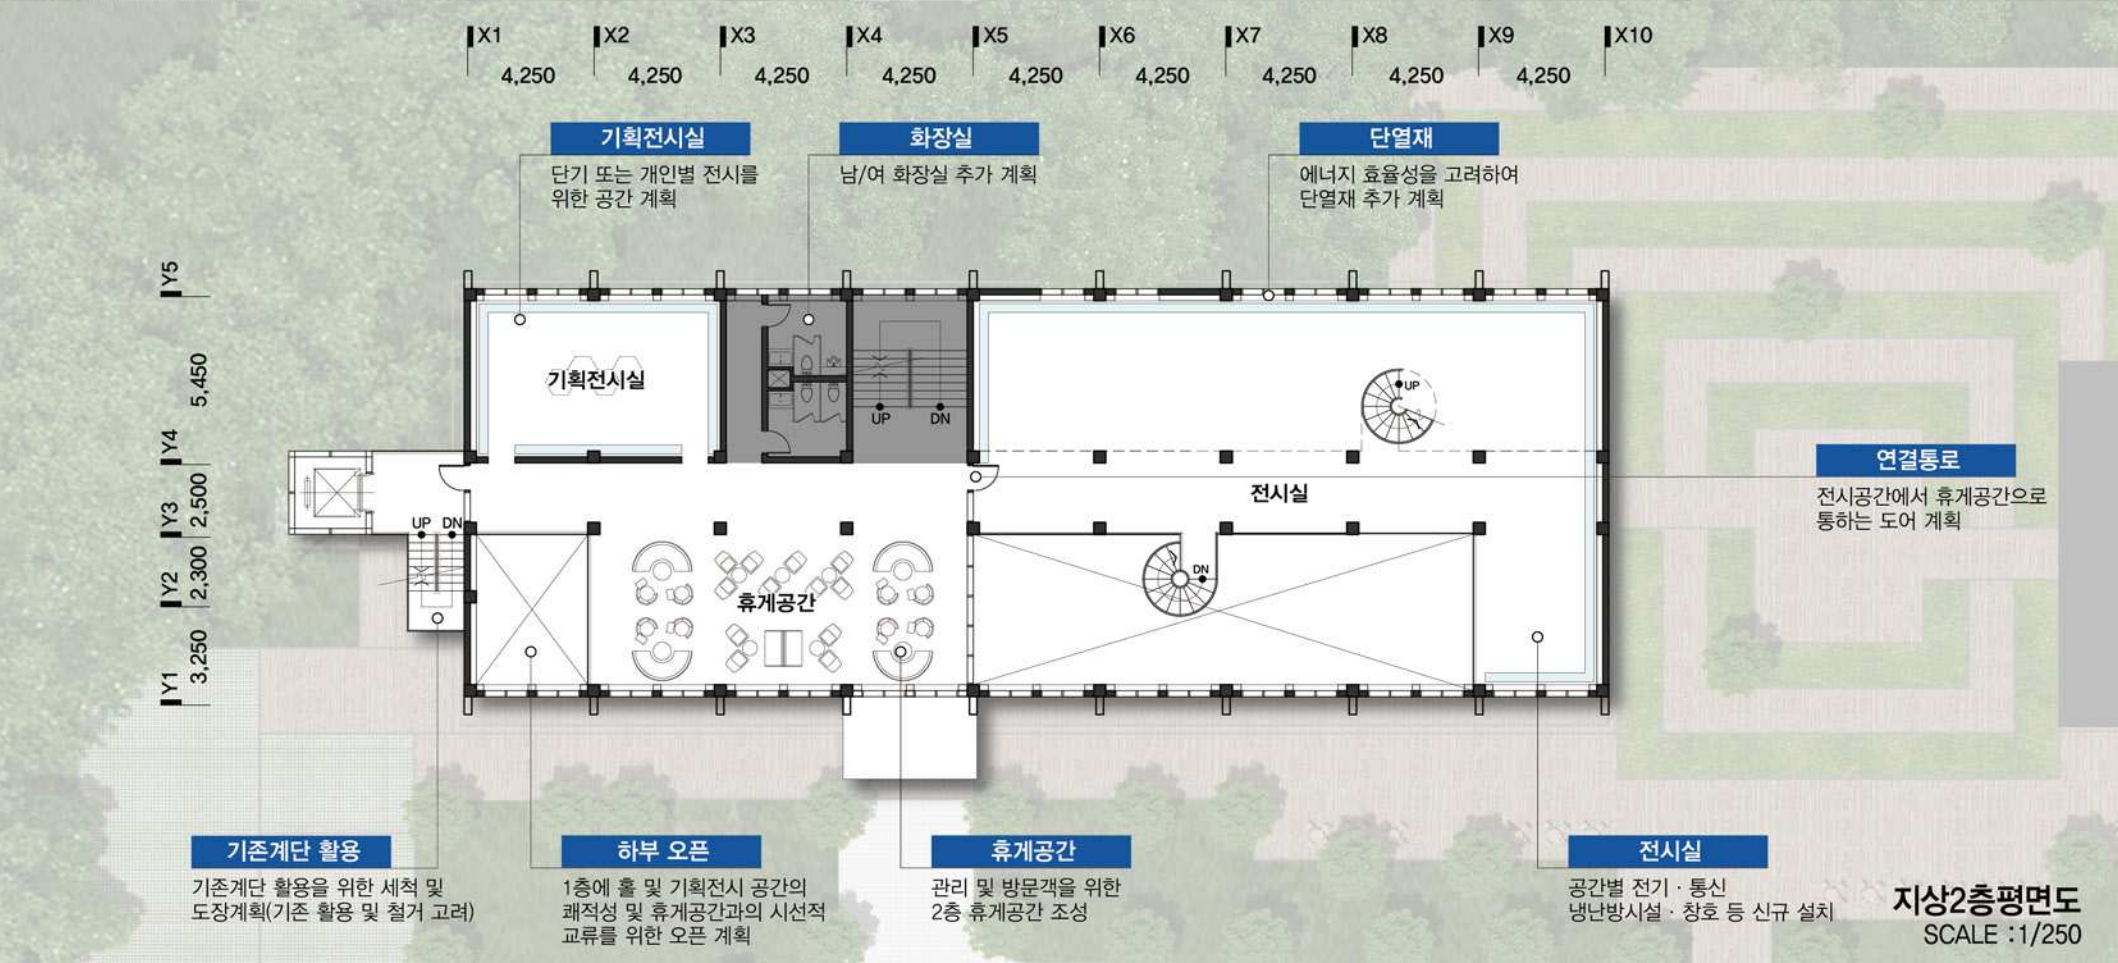 X1 X2 X3 X4 X5 X6 X7 X8 X9 X10
4,250 4,250 4,250 4,250 4,250 4,250 4,250 4,250 4,250
기획전시실
단기 또는 개인별 전시를
위한 공간 계획
화장실
남/여 화장실 추가 계획
단열재
에너지 효율성을 고려하여
단열재 추가 계획
Y5
5,450
Y4
2,500
Y3
2,300
Y2
3,250
Y1
기획전시실
UP DN
UP
UP DN
전시실
DN
휴게공간
연결통로
전시공간에서 휴게공간으로
통하는 도어 계획
기존계단 활용
기존계단 활용을 위한 세척 및
도장계획(기존 활용 및 철거 고려)
하부 오픈
1층에 홀 및 기획전시 공간의
쾌적성 및 휴게공간과의 시선적
교류를 위한 오픈 계획
휴게공간
관리 및 방문객을 위한
2층 휴게공간 조성
전시실
공간별 전기 · 통신
냉난방시설 · 창호 등 신규 설치
지상2층평면도
SCALE :1/250